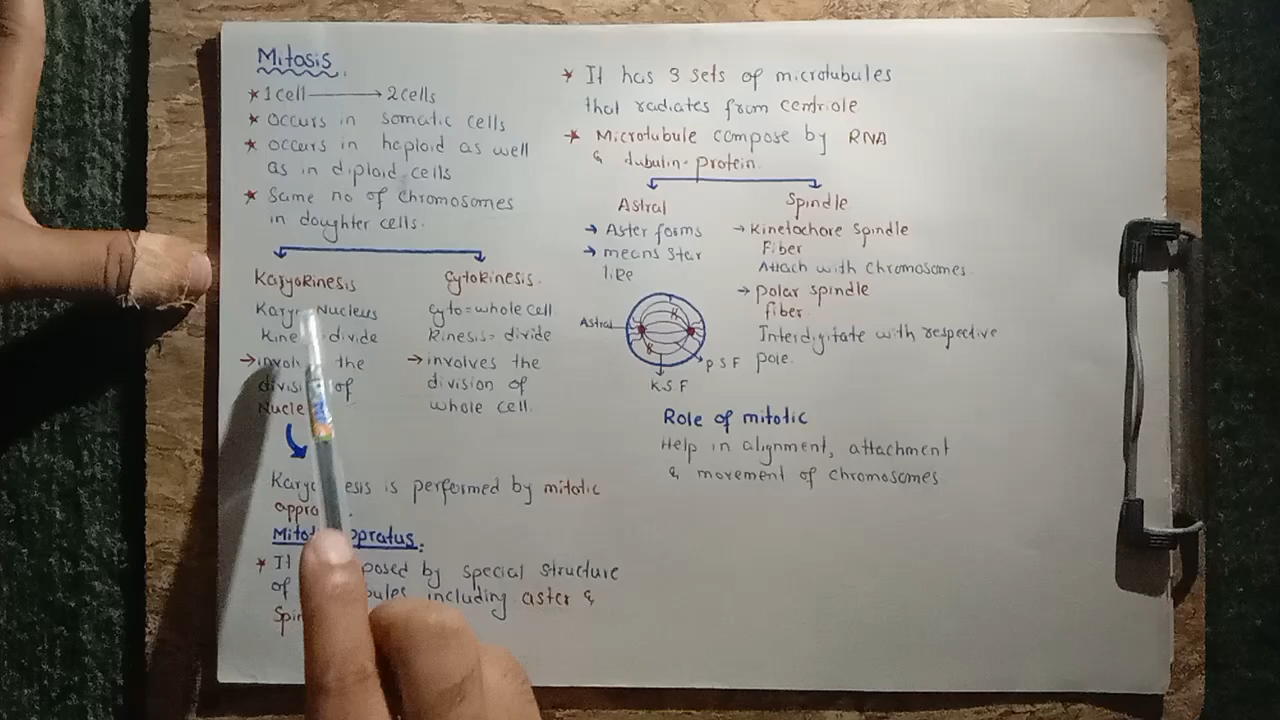 Mitosis
* 1 cell → 2 cells
* occurs in somatic cells
* occurs in haploid as well
as in diploid cells
* Same no of Chromosomes
in daughter cells.
Karyokinesis
Nucleus
divide
→ the
of
Karyo is performed by mitotic
* It by special structure
of including aster &
Cytokinesis.
Cyto = whole cell
Kinesis = divide
→ involves the
division of
whole cell.
* It has 3 sets of microtubules
that radiates from centriole
* Microtubule compose by RNA
& tubulin-protein.
Astral
→ Aster forms
→ means star
like
Spindle
→ Kinetochore spindle
Fiber
Attach with chromosomes.
→ polar spindle
fiber.
Interdigitate with respective
pole.
Astral
P S F
K S F
Role of mitotic
Help in alignment, attachment
& movement of chromosomes